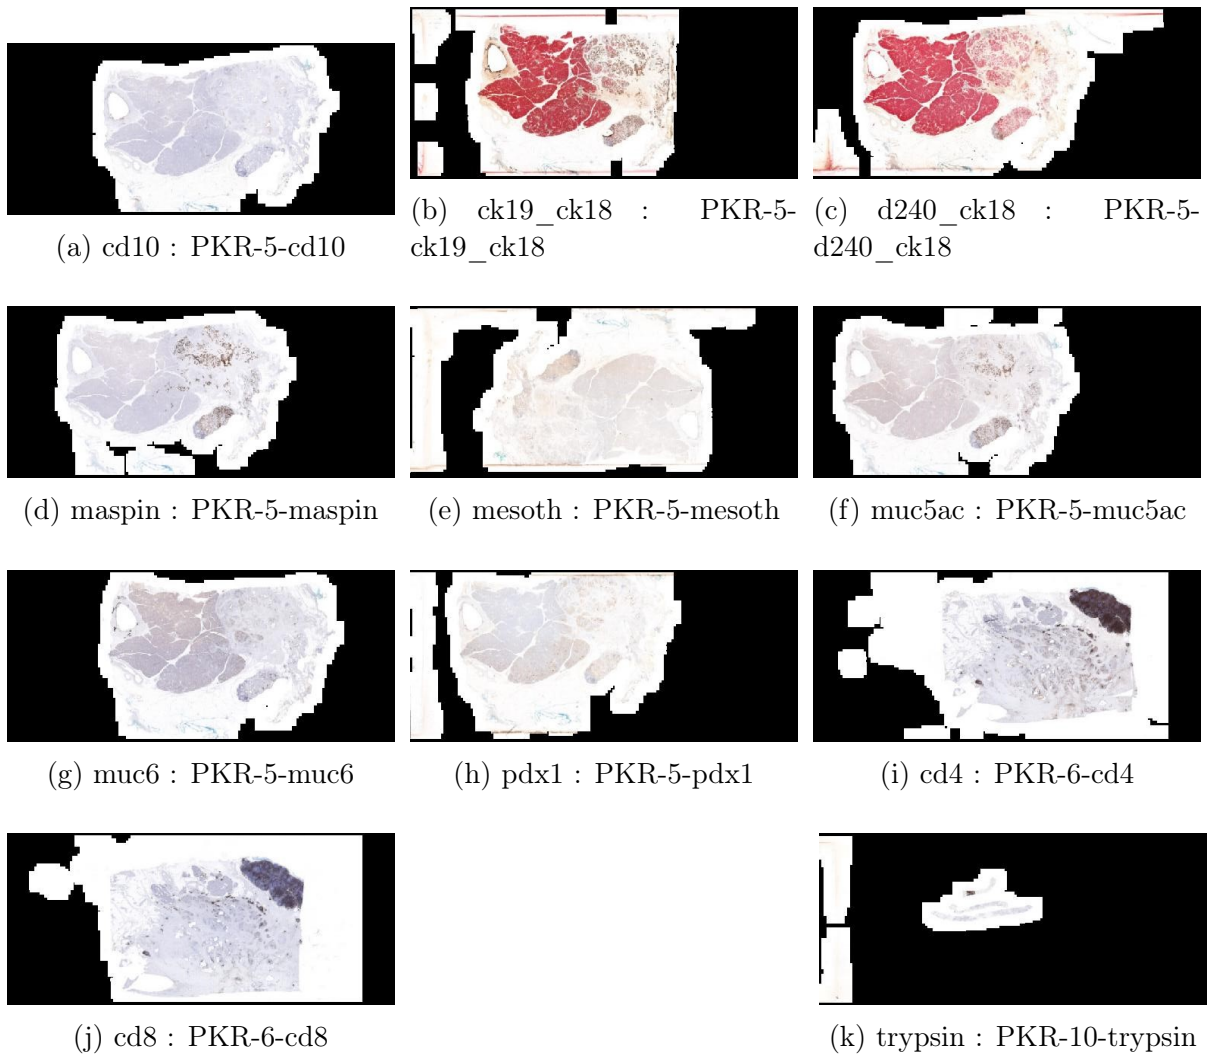 (a) cd10 : PKR-5-cd10
(b) ck19_ck18 : PKR-5-
ck19_ck18
(c) d240_ck18 : PKR-5-
d240_ck18
(d) maspin : PKR-5-maspin
(e) mesoth : PKR-5-mesoth
(f) muc5ac : PKR-5-muc5ac
(g) muc6 : PKR-5-muc6
(h) pdx1 : PKR-5-pdx1
(i) cd4 : PKR-6-cd4
(j) cd8 : PKR-6-cd8
(k) trypsin : PKR-10-trypsin